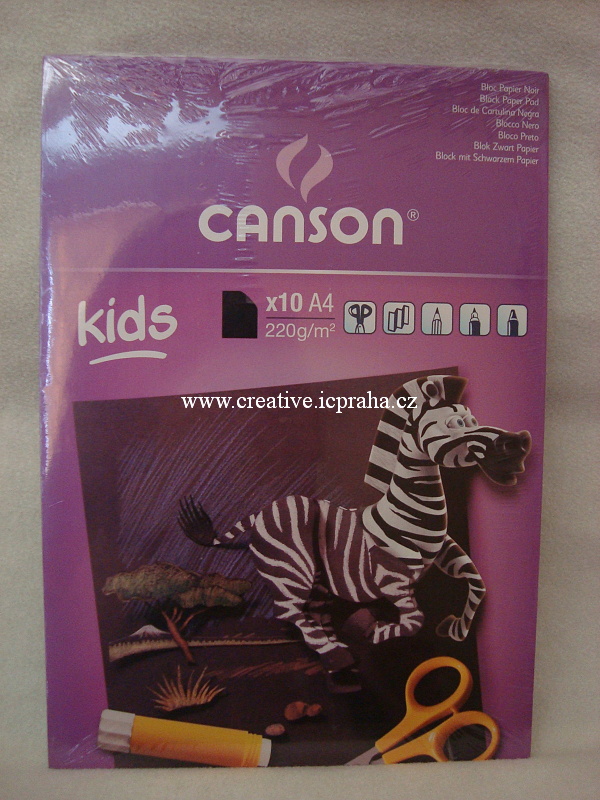 Bloc Papier Noir
Black Paper Pad
Bloc de Cartulina Negra
Blocco Nero
Bloco Preto
Blok Zwart Papier
Block mit Schwarzem Papier
CANSON®
kids
x10 A4
220g/m²
www.creative.icpraha.cz